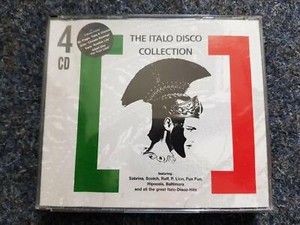 4
CD
THE ITALO DISCO
COLLECTION
featuring:
Sabrina, Scotch, Raff, P. Lion, Fun Fun,
Hipnosis, Baltimora
and all the great Italo-Disco-Hits